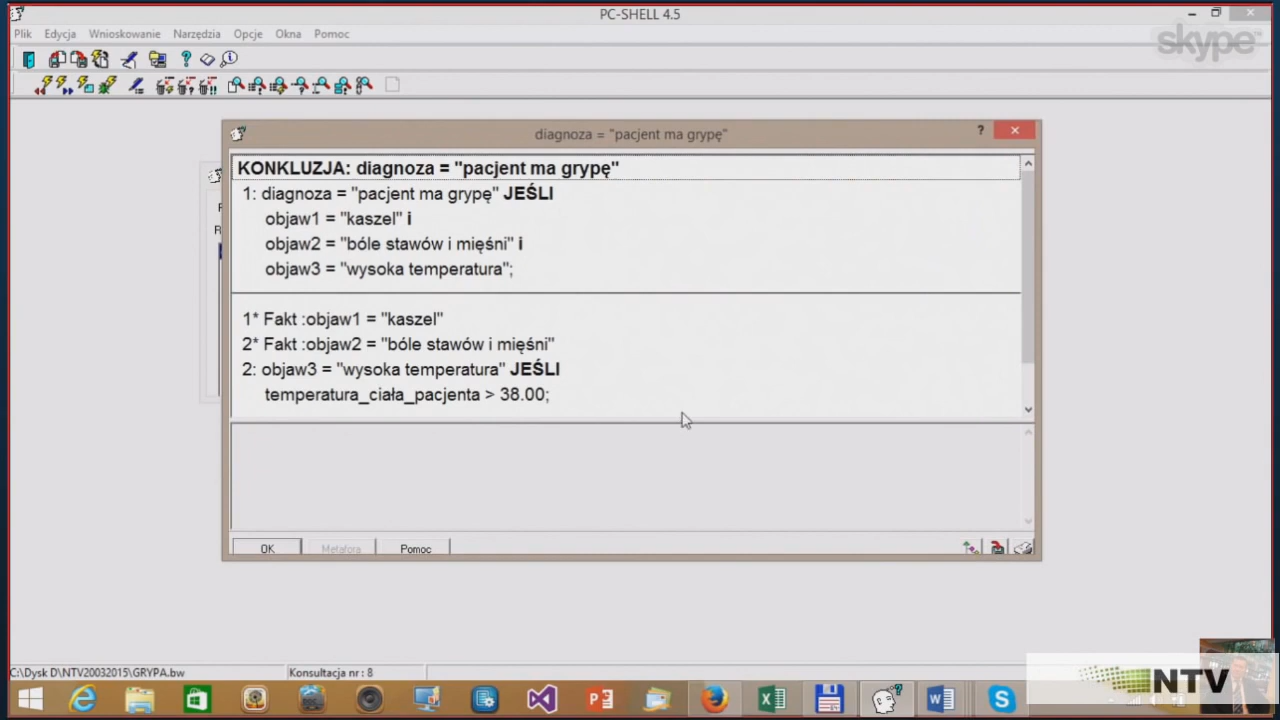 PC-SHELL 4.5
Plik Edycja Wnioskowanie Narzędzia Opcje Okna Pomoc
skype™
diagnoza = "pacjent ma grypę"
KONKLUZJA: diagnoza = "pacjent ma grypę"
1: diagnoza = "pacjent ma grypę" JEŚLI
objaw1 = "kaszel" i
objaw2 = "bóle stawów i mięśni" i
objaw3 = "wysoka temperatura";
1* Fakt :objaw1 = "kaszel"
2* Fakt :objaw2 = "bóle stawów i mięśni"
2: objaw3 = "wysoka temperatura" JEŚLI
temperatura_ciała_pacjenta > 38.00;
OK Metafora Pomoc
C:\Dysk D\NTV20032015\GRYPA.bw Konsultacja nr : 8
NTV